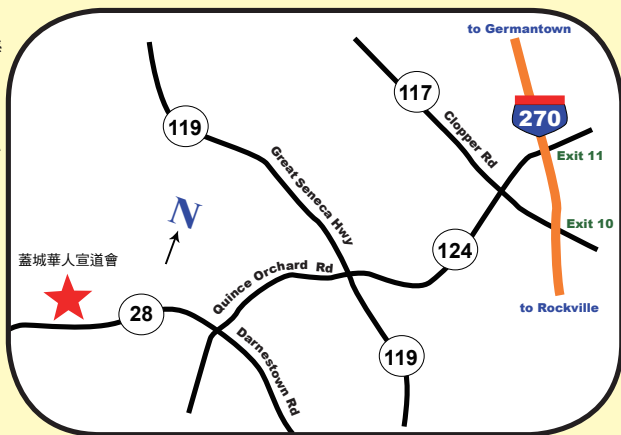 to Germantown
117
270
119
Clopper Rd
Exit 11
Great Seneca Hwy
N
Exit 10
124
蓋城華人宣道會
Quince Orchard Rd
to Rockville
28
Darnestown Rd
119